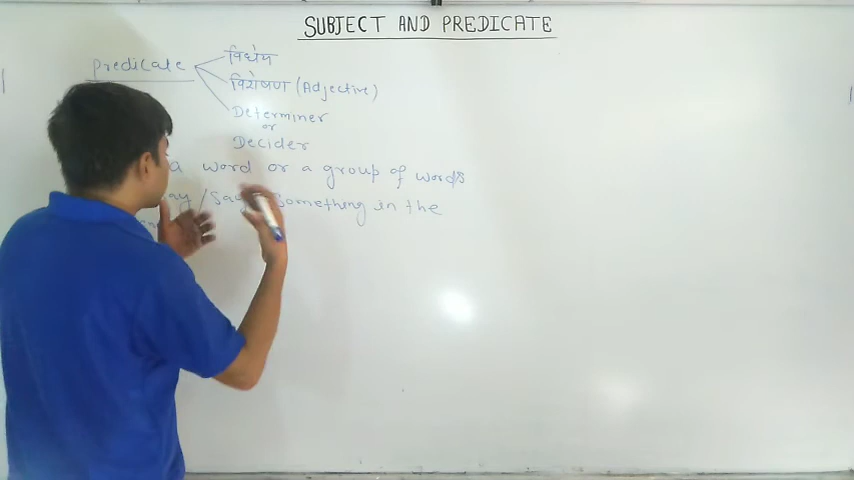 SUBJECT AND PREDICATE
Predicate
विधेय
विशेषण (Adjective)
Determiner
or
Decider
a word or a group of words
say / says something in the